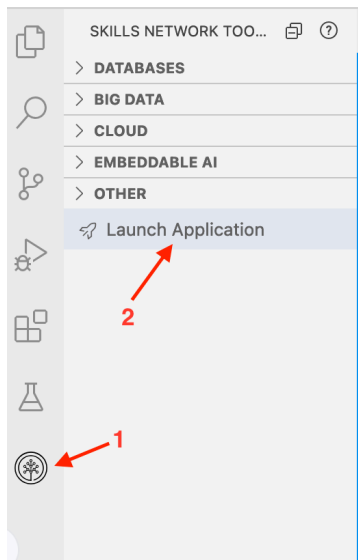 SKILLS NETWORK TOO...
DATABASES
BIG DATA
CLOUD
EMBEDDABLE AI
OTHER
Launch Application
2
1